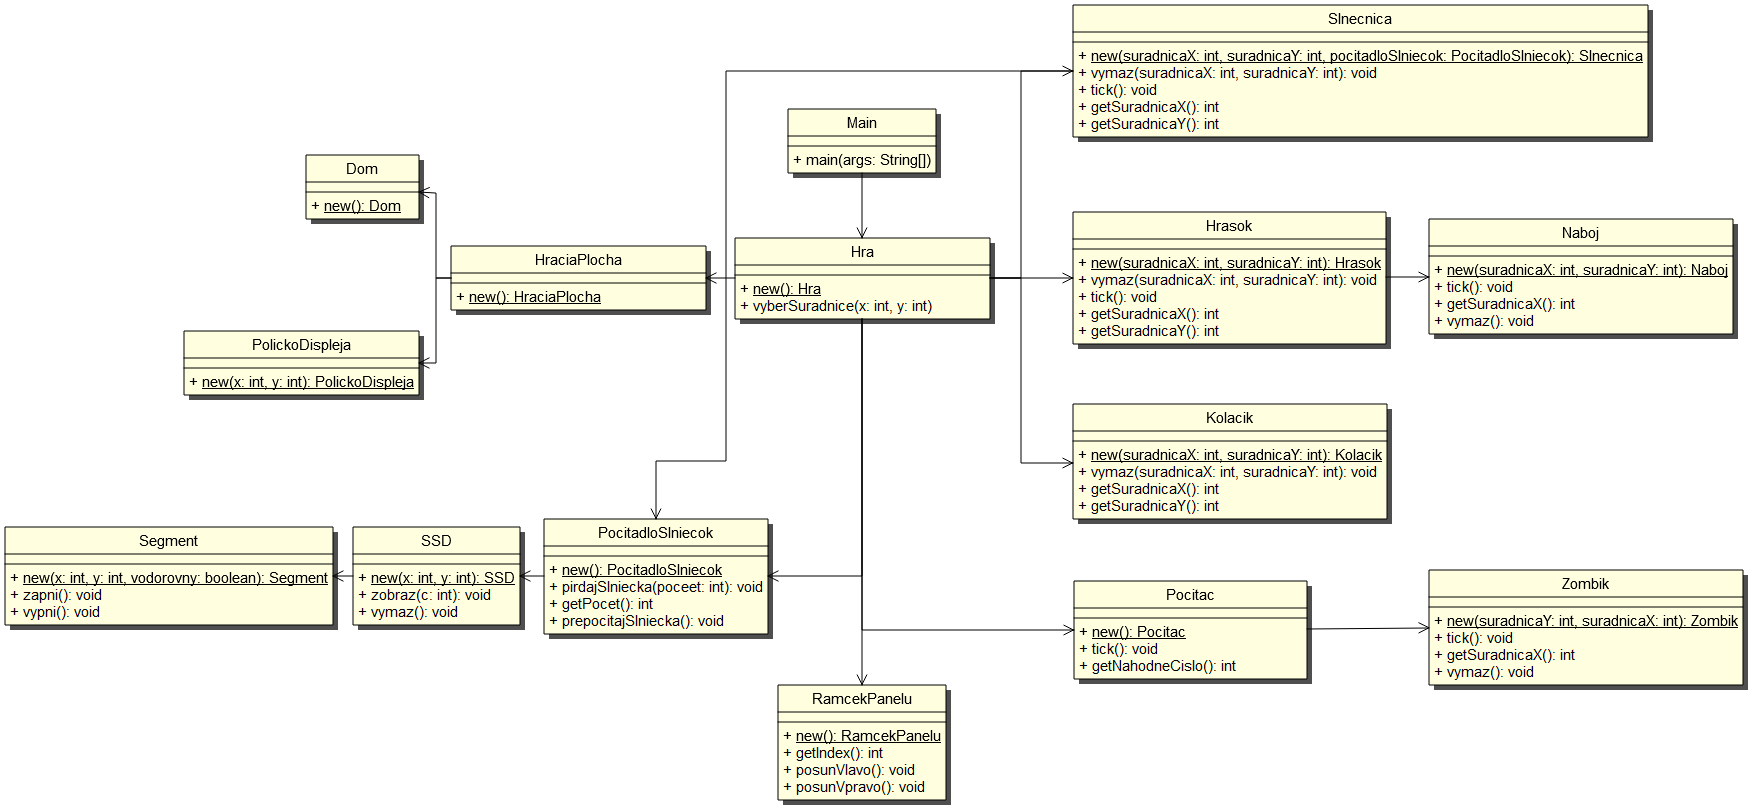 Slnecnica
+ new(suradnicaX: int, suradnicaY: int, pocitadloSlniecok: PocitadloSlniecok): Slnecnica
+ vymaz(suradnicaX: int, suradnicaY: int): void
+ tick(): void
+ getSuradnicaX(): int
+ getSuradnicaY(): int
Main
+ main(args: String[])
Dom
+ new(): Dom
HraciaPlocha
+ new(): HraciaPlocha
Hra
+ new(): Hra
+ vyberSuradnice(x: int, y: int)
Hrasok
+ new(suradnicaX: int, suradnicaY: int): Hrasok
+ vymaz(suradnicaX: int, suradnicaY: int): void
+ tick(): void
+ getSuradnicaX(): int
+ getSuradnicaY(): int
Naboj
+ new(suradnicaX: int, suradnicaY: int): Naboj
+ tick(): void
+ getSuradnicaX(): int
+ vymaz(): void
PolickoDispleja
+ new(x: int, y: int): PolickoDispleja
Kolacik
+ new(suradnicaX: int, suradnicaY: int): Kolacik
+ vymaz(suradnicaX: int, suradnicaY: int): void
+ getSuradnicaX(): int
+ getSuradnicaY(): int
Segment
+ new(x: int, y: int, vodorovny: boolean): Segment
+ zapni(): void
+ vypni(): void
SSD
+ new(x: int, y: int): SSD
+ zobraz(c: int): void
+ vymaz(): void
PocitadloSlniecok
+ new(): PocitadloSlniecok
+ pirdajSlniecka(poceet: int): void
+ getPocet(): int
+ prepocitajSlniecka(): void
Pocitac
+ new(): Pocitac
+ tick(): void
+ getNahodneCislo(): int
Zombik
+ new(suradnicaY: int, suradnicaX: int): Zombik
+ tick(): void
+ getSuradnicaX(): int
+ vymaz(): void
RamcekPanelu
+ new(): RamcekPanelu
+ getIndex(): int
+ posunVlavo(): void
+ posunVpravo(): void